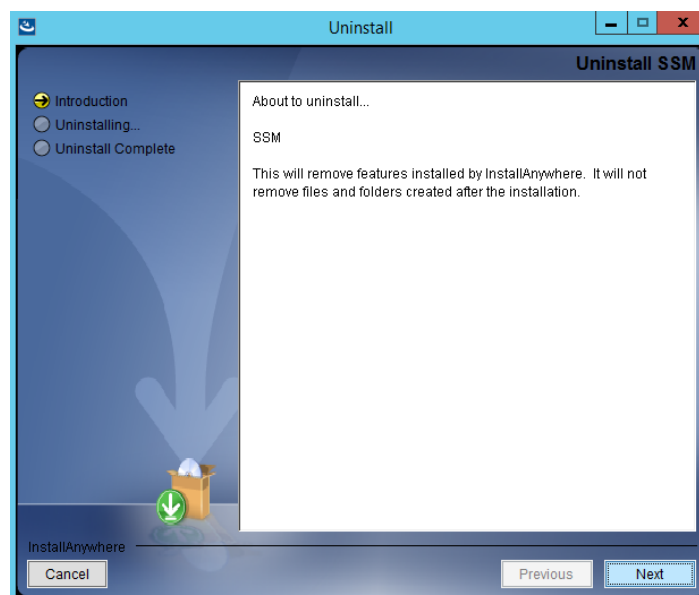 Uninstall
x
Uninstall SSM
Introduction
Uninstalling...
Uninstall Complete
About to uninstall...
SSM
This will remove features installed by InstallAnywhere. It will not
remove files and folders created after the installation.
InstallAnywhere
Cancel
Previous
Next